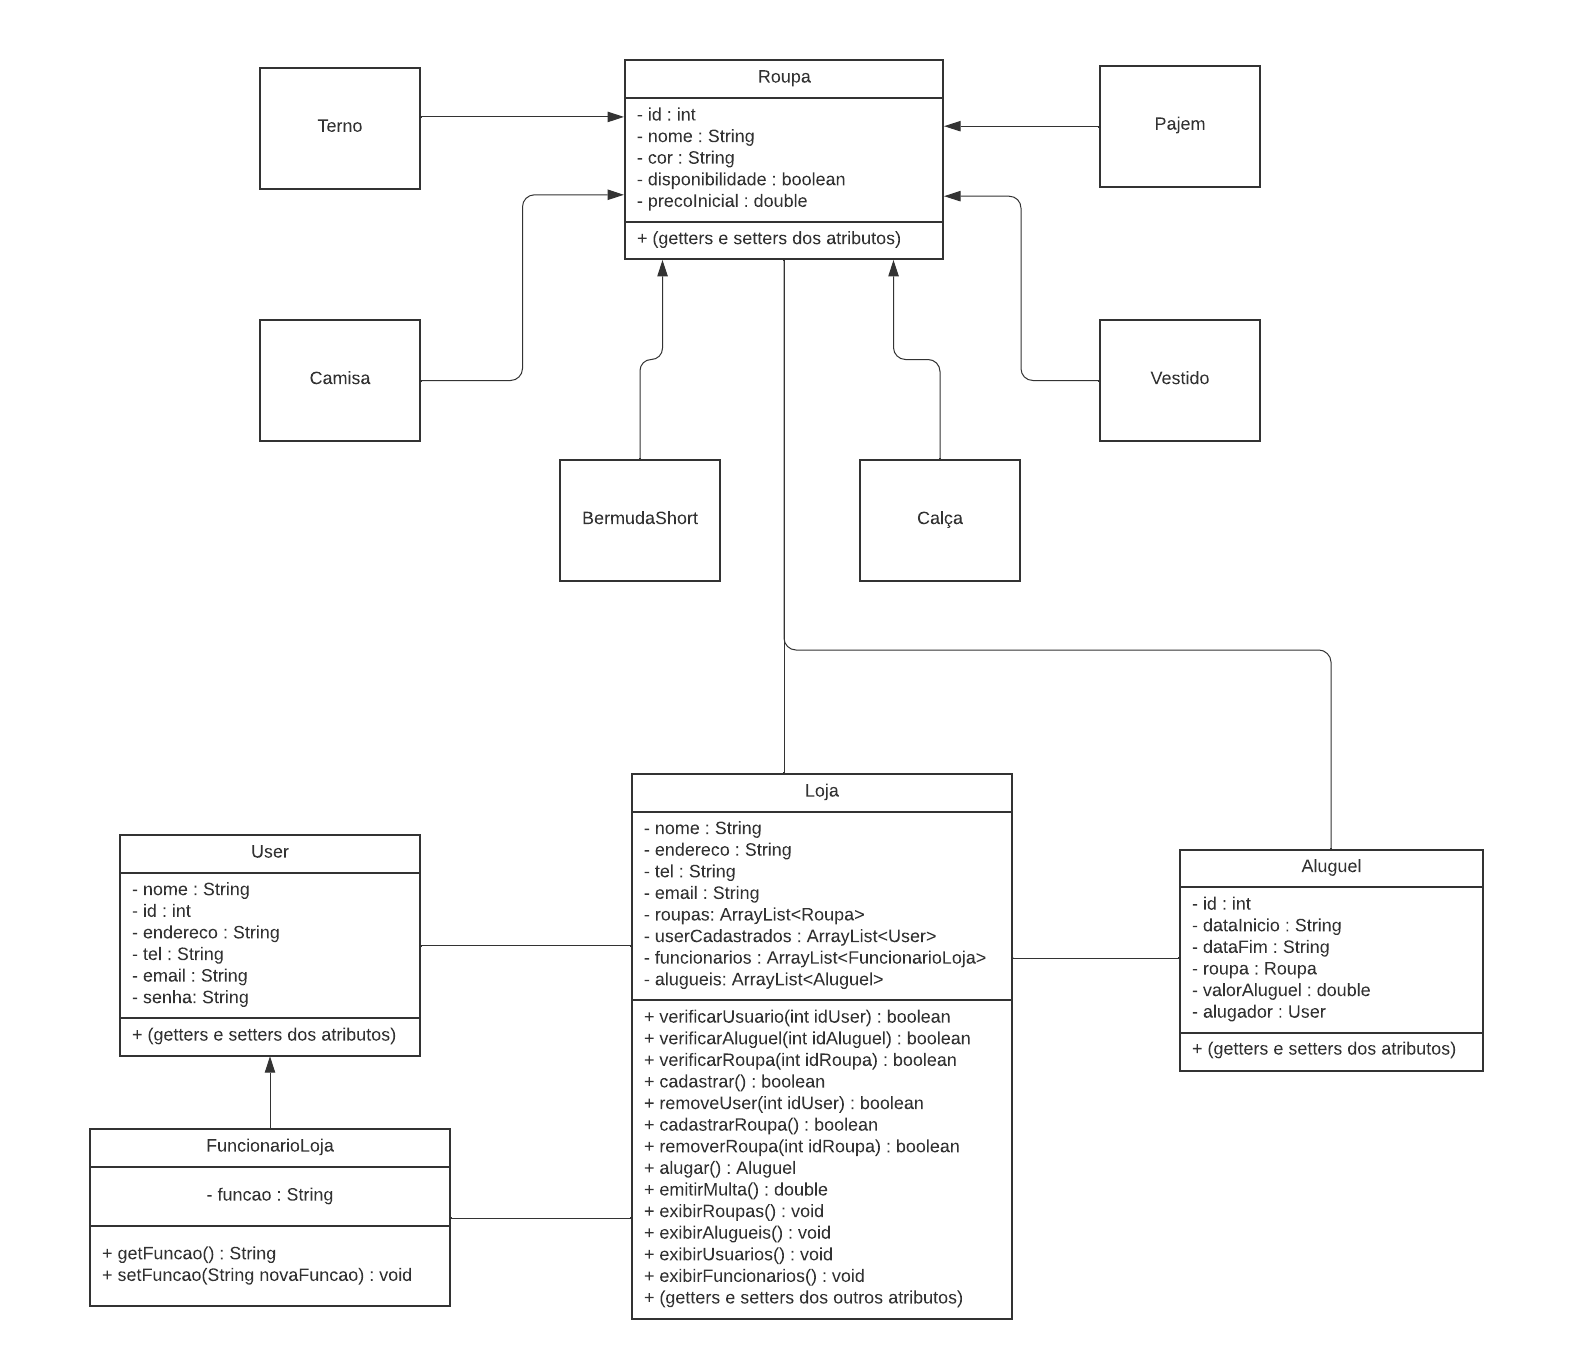 Roupa
- id : int
- nome : String
- cor : String
- disponibilidade : boolean
- precoInicial : double
+ (getters e setters dos atributos)
Terno
Pajem
Camisa
Vestido
BermudaShort
Calça
Loja
- nome : String
- endereco : String
- tel : String
- email : String
- roupas: ArrayList<Roupa>
- userCadastrados : ArrayList<User>
- funcionarios : ArrayList<FuncionarioLoja>
- alugueis: ArrayList<Aluguel>
+ verificarUsuario(int idUser) : boolean
+ verificarAluguel(int idAluguel) : boolean
+ verificarRoupa(int idRoupa) : boolean
+ cadastrar() : boolean
+ removeUser(int idUser) : boolean
+ cadastrarRoupa() : boolean
+ removerRoupa(int idRoupa) : boolean
+ alugar() : Aluguel
+ emitirMulta() : double
+ exibirRoupas() : void
+ exibirAlugueis() : void
+ exibirUsuarios() : void
+ exibirFuncionarios() : void
+ (getters e setters dos outros atributos)
User
- nome : String
- id : int
- endereco : String
- tel : String
- email : String
- senha: String
+ (getters e setters dos atributos)
Aluguel
- id : int
- dataInicio : String
- dataFim : String
- roupa : Roupa
- valorAluguel : double
- alugador : User
+ (getters e setters dos atributos)
FuncionarioLoja
- funcao : String
+ getFuncao() : String
+ setFuncao(String novaFuncao) : void